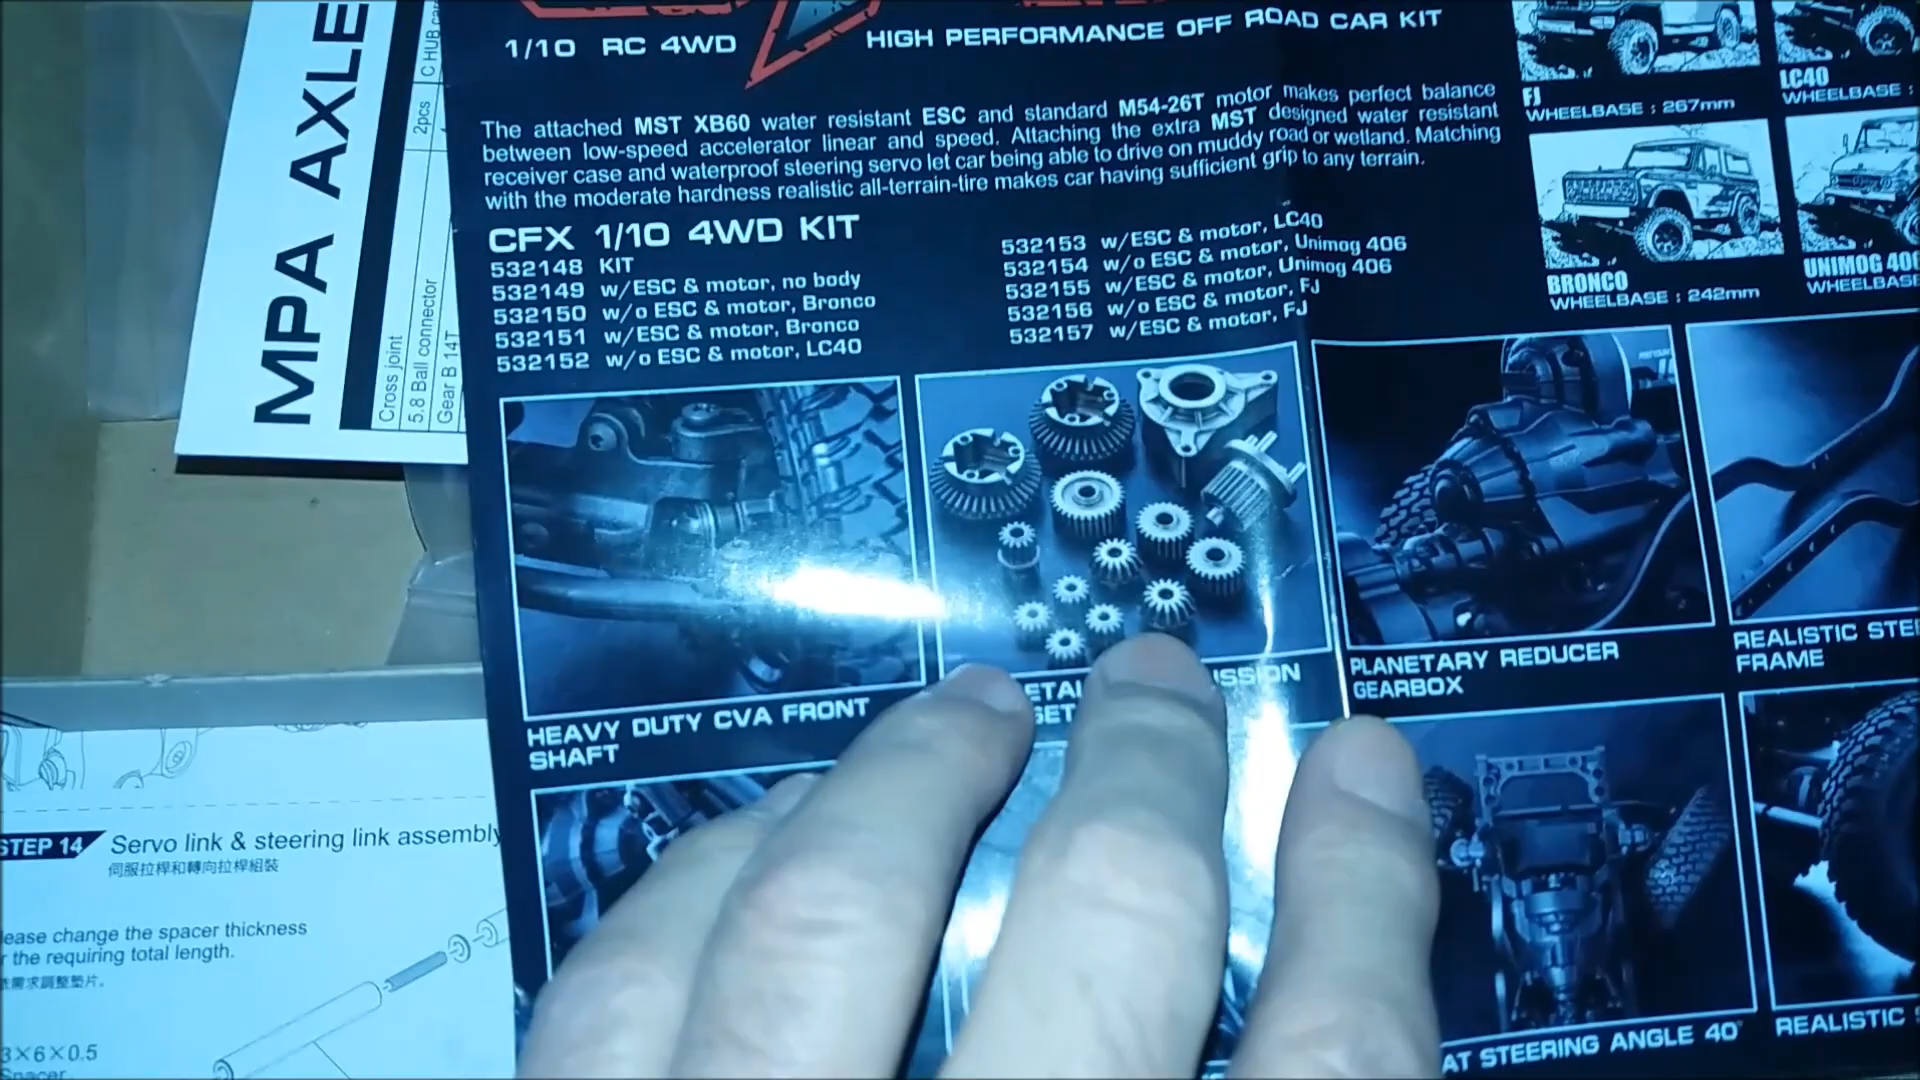 1/10 RC 4WD
HIGH PERFORMANCE OFF ROAD CAR KIT
The attached MST XB60 water resistant ESC and standard M54-26T motor makes perfect balance
between low-speed accelerator linear and speed. Attaching the extra MST designed water resistant
receiver case and waterproof steering servo let car being able to drive on muddy road or wetland. Matching
with the moderate hardness realistic all-terrain-tire makes car having sufficient grip to any terrain.
CFX 1/10 4WD KIT
532148 KIT
532149 w/ESC & motor, no body
532150 w/o ESC & motor, Bronco
532151 w/ESC & motor, Bronco
532152 w/o ESC & motor, LC40
532153 w/ESC & motor, LC40
532154 w/o ESC & motor, Unimog 406
532155 w/ESC & motor, Unimog 406
532156 w/o ESC & motor, FJ
532157 w/ESC & motor, FJ
FJ
WHEELBASE : 267mm
LC40
WHEELBASE :
BRONCO
WHEELBASE : 242mm
UNIMOG 406
WHEELBASE
HEAVY DUTY CVA FRONT
SHAFT
PLANETARY REDUCER
GEARBOX
REALISTIC
FRAME
AT STEERING ANGLE 40°
REALISTIC
MPA AXLE
Cross joint
5.8 Ball connector 2pcs
Gear B 14T
C HUB
STEP 14 Servo link & steering link assembly
伺服拉桿和轉向拉桿組裝
change the spacer thickness
the requiring total length.
需求調整墊片。
3×6×0.5
Spacer